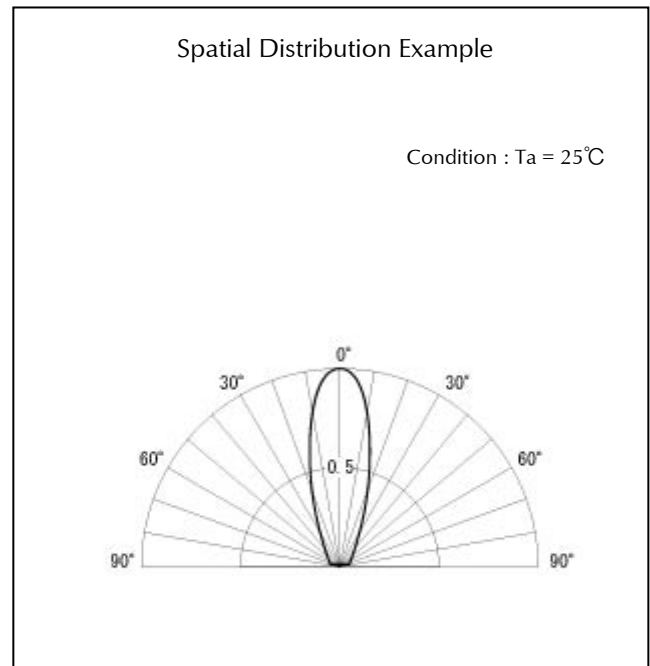 Spatial Distribution Example
Condition : Ta = 25℃
0°
30° 30°
0. 5
60° 60°
90° 90°